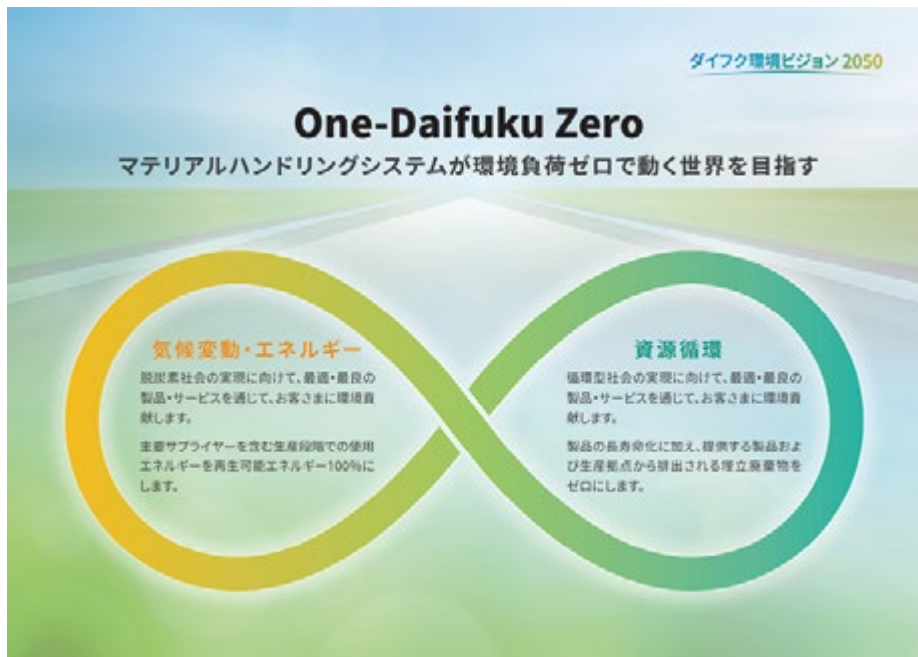 ダイフク環境ビジョン 2050
One-Daifuku Zero
マテリアルハンドリングシステムが環境負荷ゼロで動く世界を目指す
気候変動・エネルギー
脱炭素社会の実現に向けて、最適・最良の
製品・サービスを通じて、お客さまに環境貢
献します。
主要サプライヤーを含む生産段階での使用
エネルギーを再生可能エネルギー100%に
します。
資源循環
循環型社会の実現に向けて、最適・最良の
製品・サービスを通じて、お客さまに環境貢
献します。
製品の長寿命化に加え、提供する製品およ
び生産拠点から排出される埋立廃棄物を
ゼロにします。